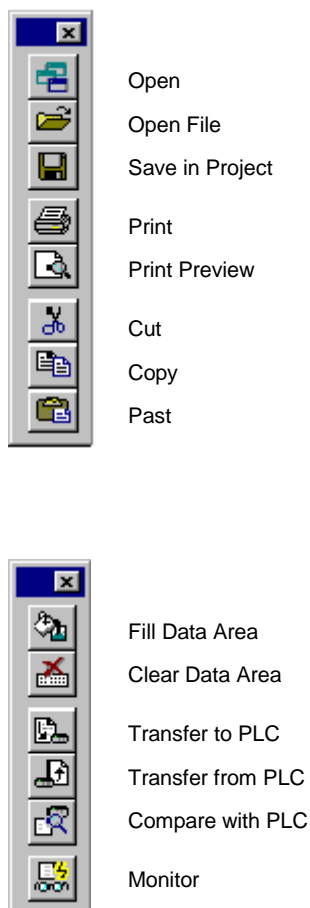 Open
Open File
Save in Project
Print
Print Preview
Cut
Copy
Past
Fill Data Area
Clear Data Area
Transfer to PLC
Transfer from PLC
Compare with PLC
Monitor